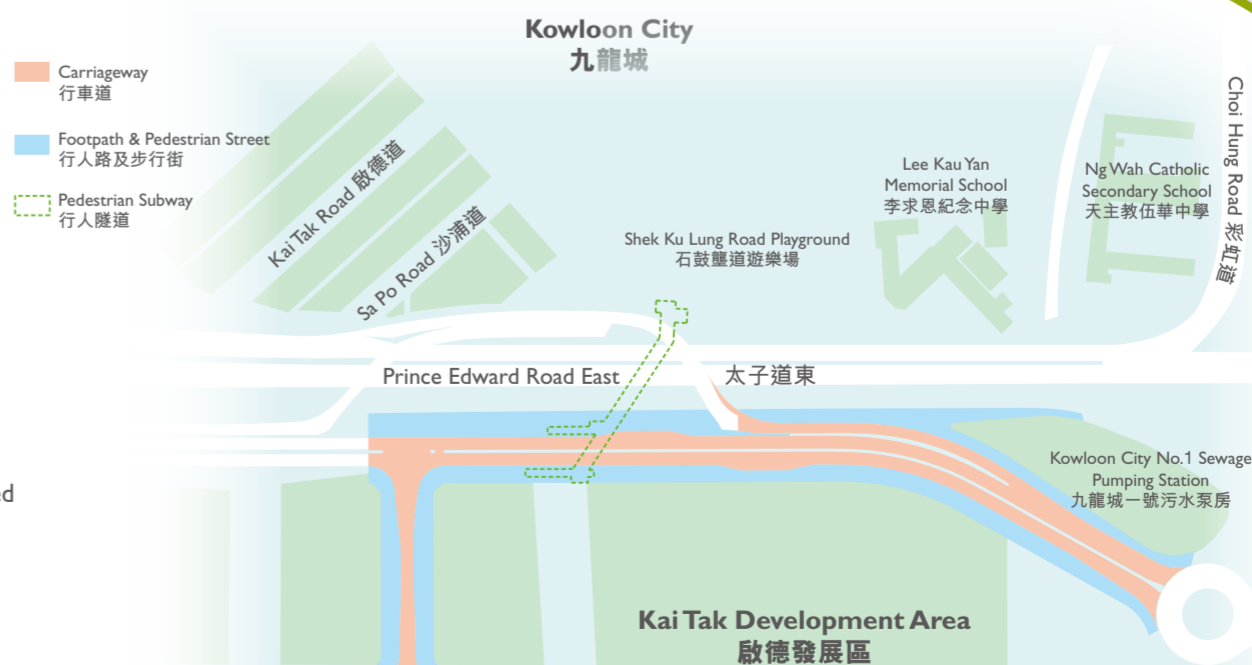 Kowloon City
九龍城
Carriageway
行車道
Footpath & Pedestrian Street
行人路及步行街
Pedestrian Subway
行人隧道
Kai Tak Road 啟德道
Sa Po Road 沙浦道
Shek Ku Lung Road Playground
石鼓壟道遊樂場
Lee Kau Yan
Memorial School
李求恩紀念中學
Ng Wah Catholic
Secondary School
天主教伍華中學
Choi Hung Road 彩虹道
Prince Edward Road East 太子道東
Kowloon City No.1 Sewage
Pumping Station
九龍城一號污水泵房
ed
Kai Tak Development Area
啟德發展區